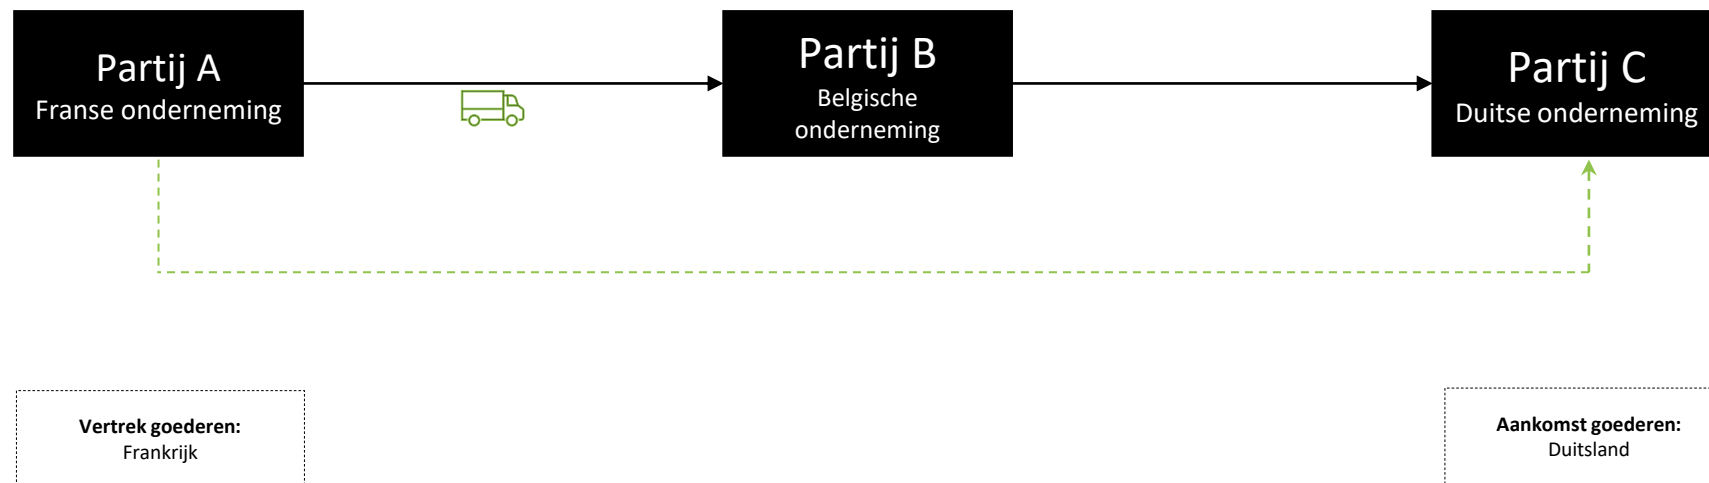 Partij A
Franse onderneming
Partij B
Belgische
onderneming
Partij C
Duitse onderneming
Vertrek goederen:
Frankrijk
Aankomst goederen:
Duitsland